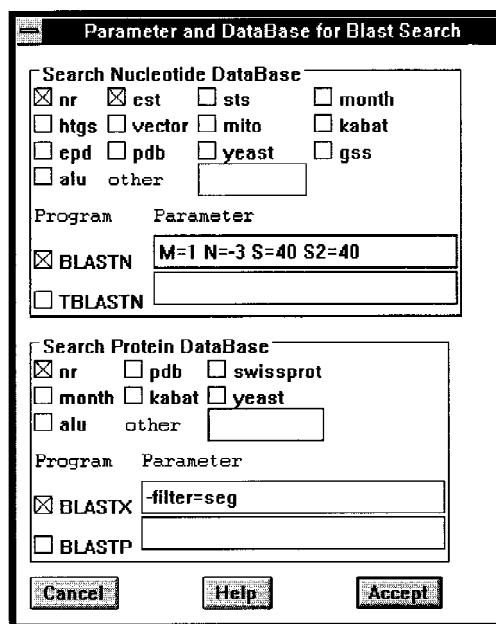 Parameter and DataBase for Blast Search
Search Nucleotide DataBase
nr est sts month
htgs vector mito kabat
epd pdb yeast gss
alu other
Program Parameter
BLASTN M=1 N=-3 S=40 S2=40
TBLASTN
Search Protein DataBase
nr pdb swissprot
month kabat yeast
alu other
Program Parameter
BLASTX -filter=seg
BLASTP
Cancel Help Accept